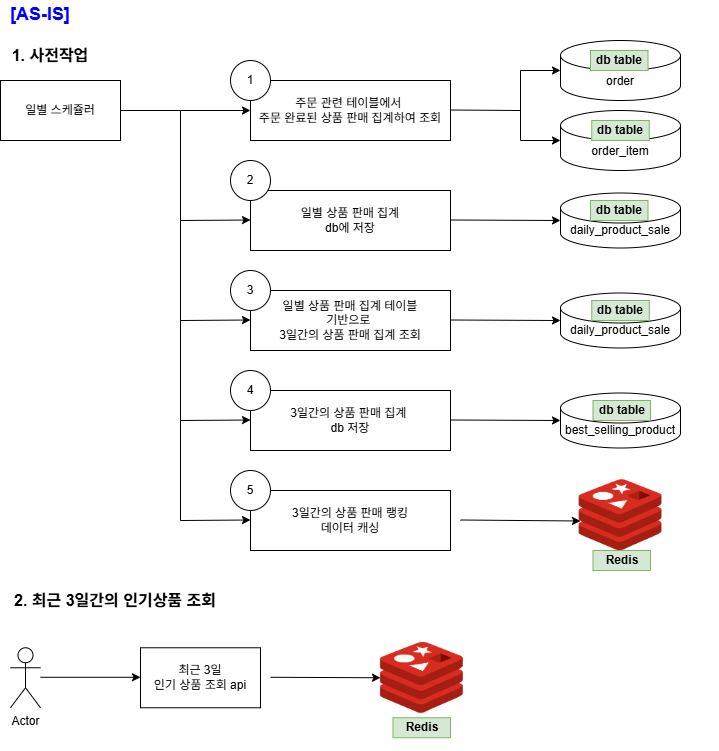 [AS-IS]
1. 사전작업
일별 스케쥴러
1
주문 관련 테이블에서
주문 완료된 상품 판매 집계하여 조회
db table
order
db table
order_item
2
일별 상품 판매 집계
db에 저장
db table
daily_product_sale
3
일별 상품 판매 집계 테이블
기반으로
3일간의 상품 판매 집계 조회
db table
daily_product_sale
4
3일간의 상품 판매 집계
db 저장
db table
best_selling_product
5
3일간의 상품 판매 랭킹
데이터 캐싱
Redis
2. 최근 3일간의 인기상품 조회
Actor
최근 3일
인기 상품 조회 api
Redis